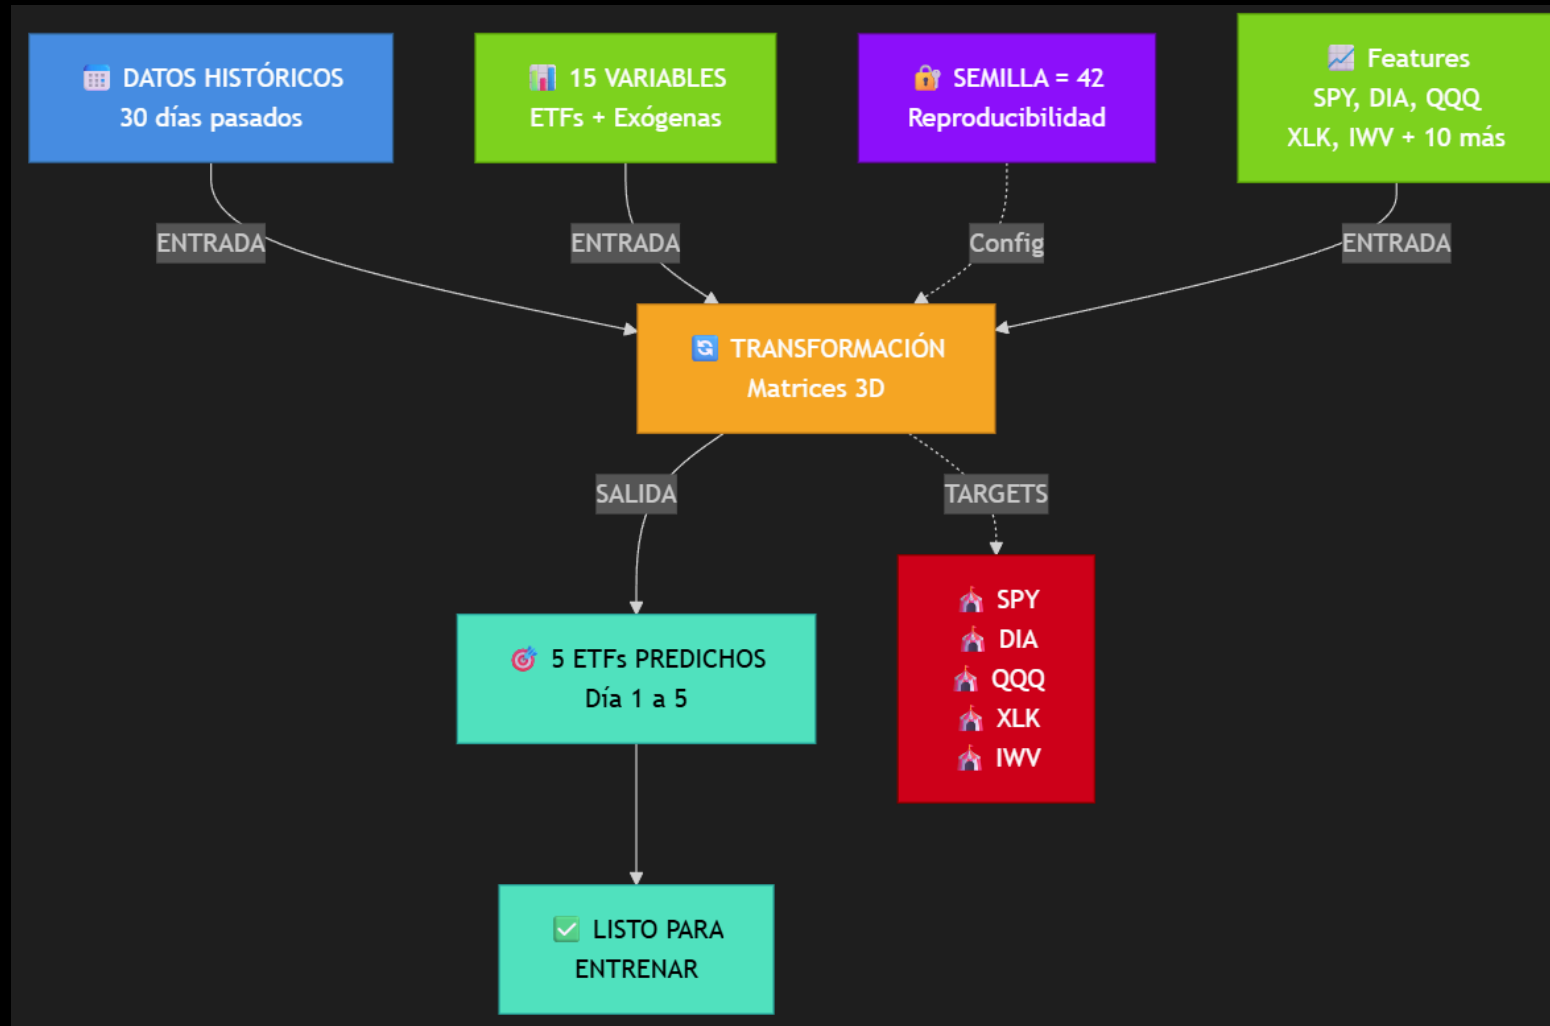 DATOS HISTÓRICOS
30 días pasados
15 VARIABLES
ETFs + Exógenas
SEMILLA = 42
Reproducibilidad
Features
SPY, DIA, QQQ
XLK, IWV + 10 más
ENTRADA
ENTRADA
Config
ENTRADA
TRANSFORMACIÓN
Matrices 3D
SALIDA
TARGETS
5 ETFs PREDICHOS
Día 1 a 5
SPY
DIA
QQQ
XLK
IWV
LISTO PARA
ENTRENAR